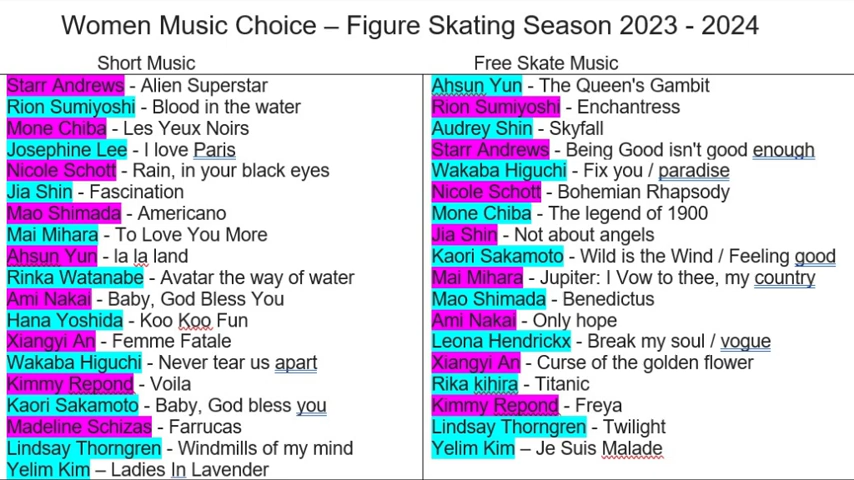 Women Music Choice – Figure Skating Season 2023 - 2024
Short Music
Starr Andrews - Alien Superstar
Rion Sumiyoshi - Blood in the water
Mone Chiba - Les Yeux Noirs
Josephine Lee - I love Paris
Nicole Schott - Rain, in your black eyes
Jia Shin - Fascination
Mao Shimada - Americano
Mai Mihara - To Love You More
Ahsun Yun - la la land
Rinka Watanabe - Avatar the way of water
Ami Nakai - Baby, God Bless You
Hana Yoshida - Koo Koo Fun
Xiangyi An - Femme Fatale
Wakaba Higuchi - Never tear us apart
Kimmy Repond - Voila
Kaori Sakamoto - Baby, God bless you
Madeline Schizas - Farrucas
Lindsay Thorngren - Windmills of my mind
Yelim Kim – Ladies In Lavender
Free Skate Music
Ahsun Yun - The Queen's Gambit
Rion Sumiyoshi - Enchantress
Audrey Shin - Skyfall
Starr Andrews - Being Good isn't good enough
Wakaba Higuchi - Fix you / paradise
Nicole Schott - Bohemian Rhapsody
Mone Chiba - The legend of 1900
Jia Shin - Not about angels
Kaori Sakamoto - Wild is the Wind / Feeling good
Mai Mihara - Jupiter: I Vow to thee, my country
Mao Shimada - Benedictus
Ami Nakai - Only hope
Leona Hendrickx - Break my soul / vogue
Xiangyi An - Curse of the golden flower
Rika kihira - Titanic
Kimmy Repond - Freya
Lindsay Thorngren - Twilight
Yelim Kim – Je Suis Malade